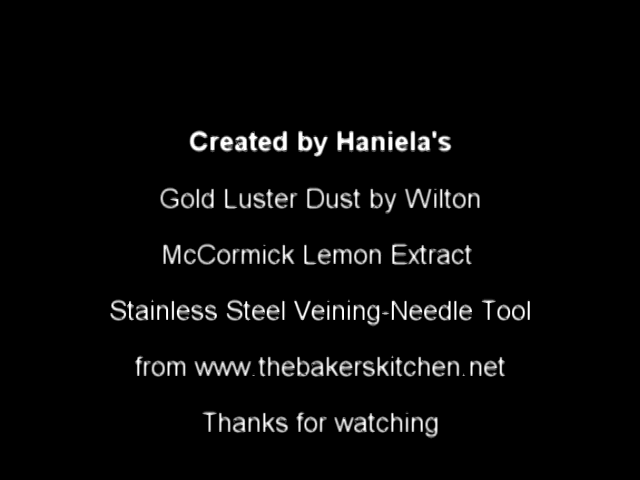 Created by Haniela's
Gold Luster Dust by Wilton
McCormick Lemon Extract
Stainless Steel Veining-Needle Tool
from www.thebakerskitchen.net
Thanks for watching